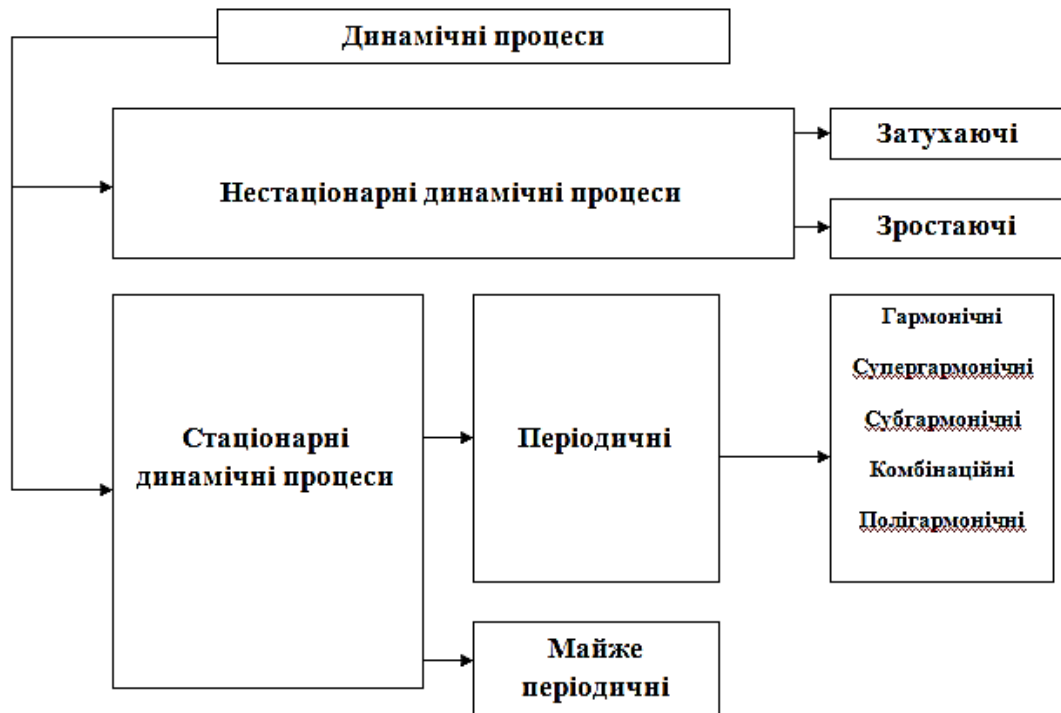 Динамічні процеси
Нестаціонарні динамічні процеси
Затухаючі
Зростаючі
Стаціонарні
динамічні процеси
Періодичні
Гармонічні
Супергармонічні
Субгармонічні
Комбінаційні
Полігармонічні
Майже
періодичні